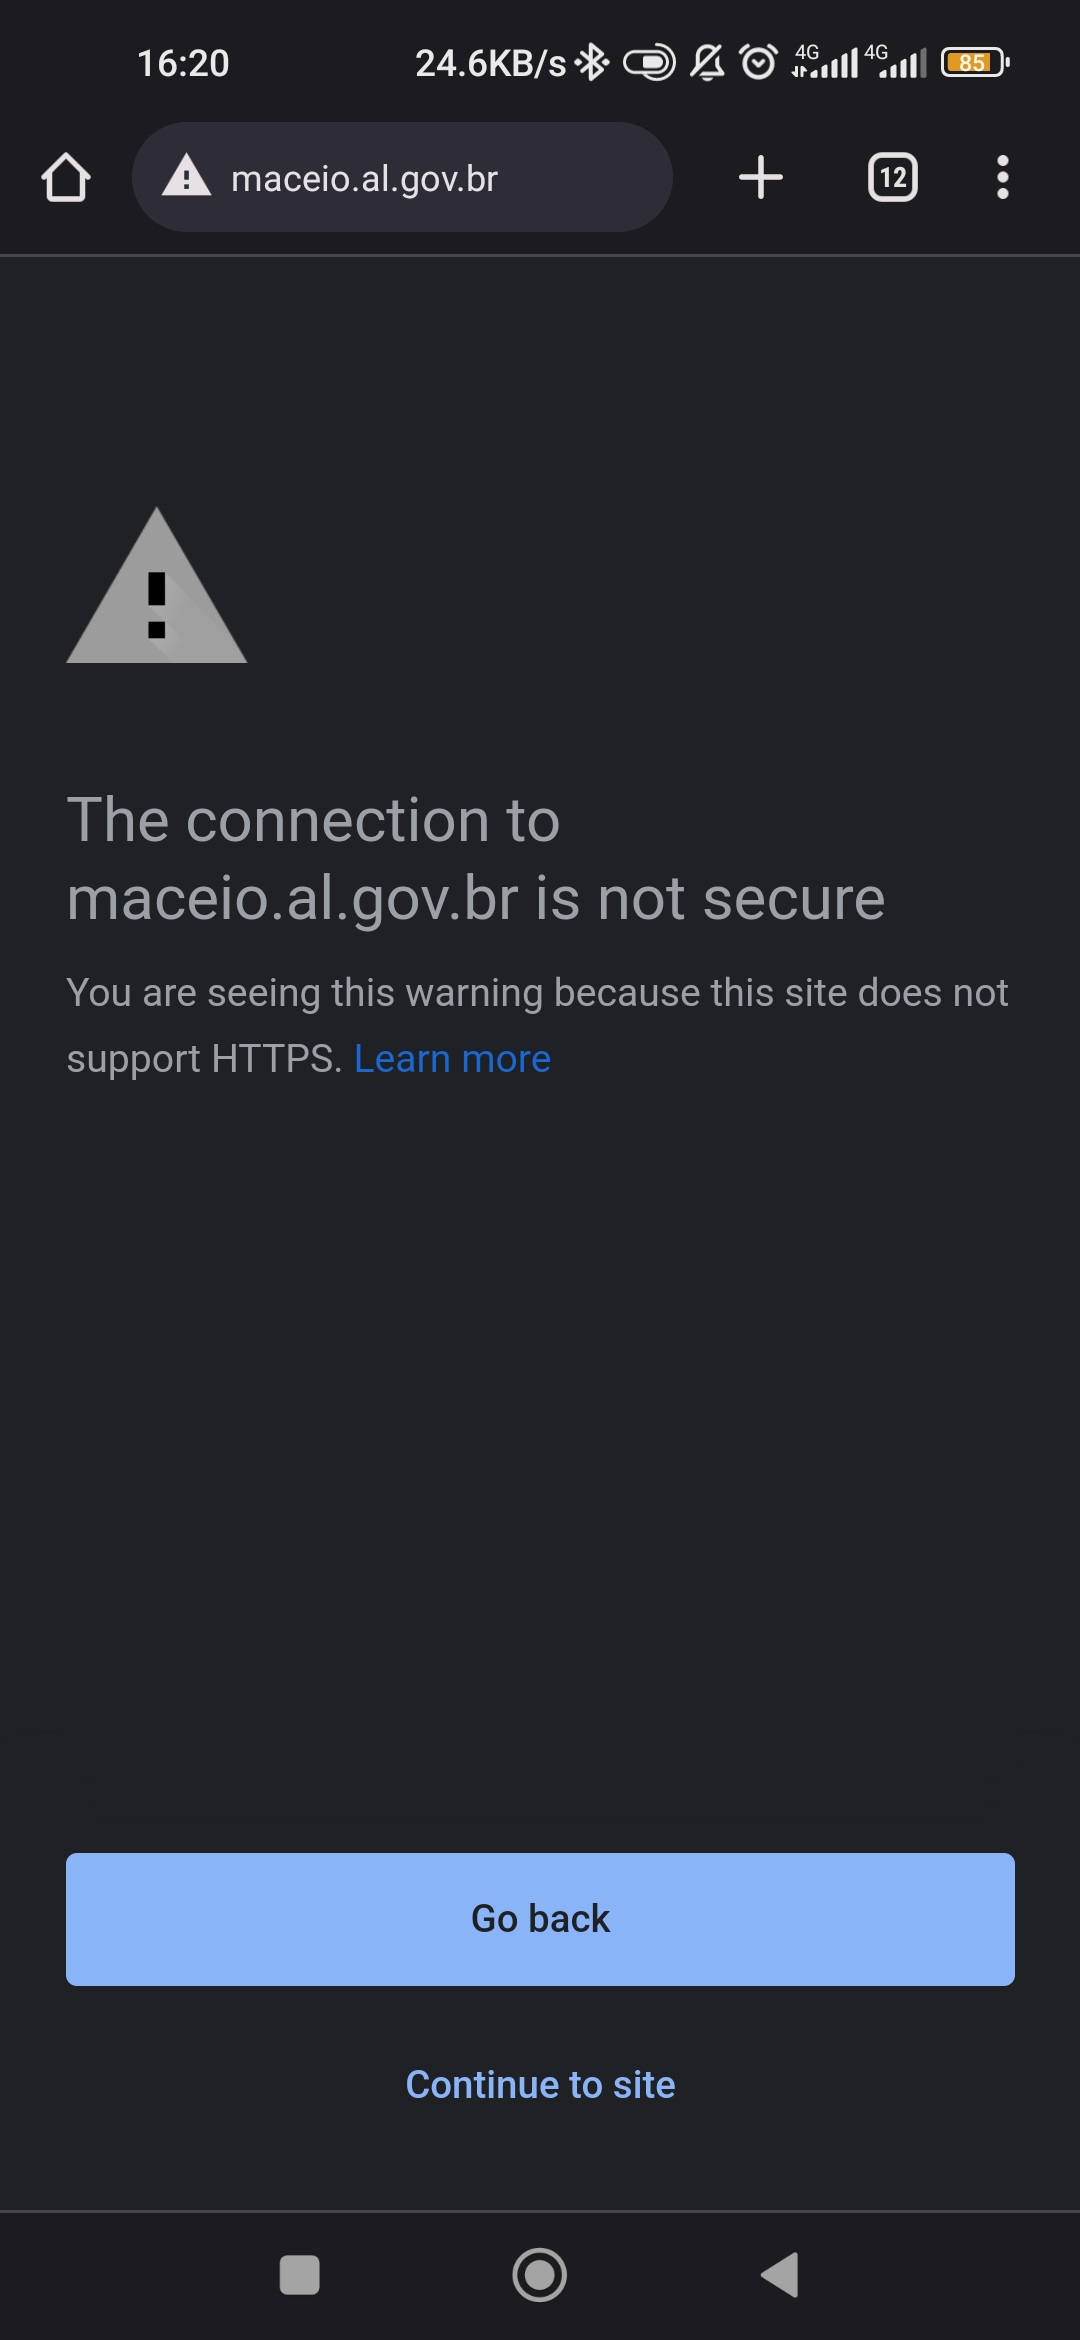 16:20 24.6KB/s 4G 4G 85
maceio.al.gov.br 12
The connection to
maceio.al.gov.br is not secure
You are seeing this warning because this site does not
support HTTPS. Learn more
Go back
Continue to site